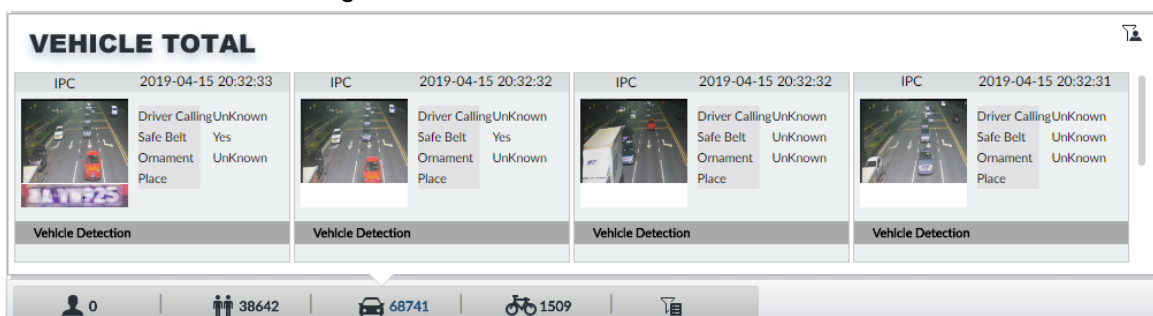 VEHICLE TOTAL
IPC 2019-04-15 20:32:33
Driver Calling UnKnown
Safe Belt Yes
Ornament UnKnown
Place
Vehicle Detection
IPC 2019-04-15 20:32:32
Driver Calling UnKnown
Safe Belt Yes
Ornament UnKnown
Place
Vehicle Detection
IPC 2019-04-15 20:32:32
Driver Calling UnKnown
Safe Belt UnKnown
Ornament UnKnown
Place
Vehicle Detection
IPC 2019-04-15 20:32:31
Driver Calling UnKnown
Safe Belt UnKnown
Ornament UnKnown
Place
Vehicle Detection
0 38642 68741 1509